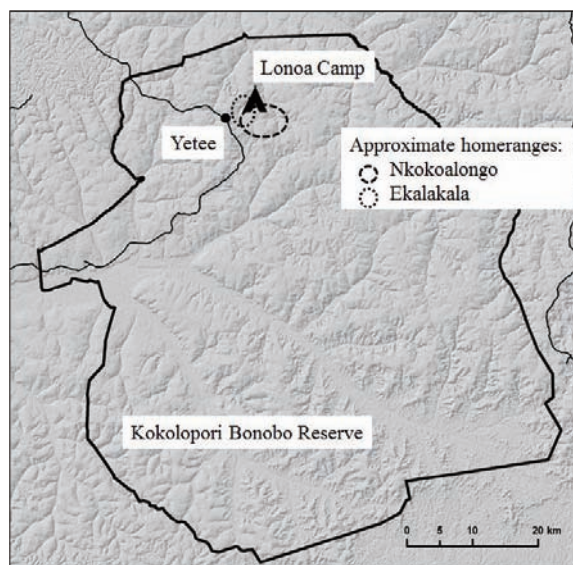 Lonoa Camp
Yetee
Approximate homeranges:
Nkokoalongo
Ekalakala
Kokolopori Bonobo Reserve
0 5 10 20 km